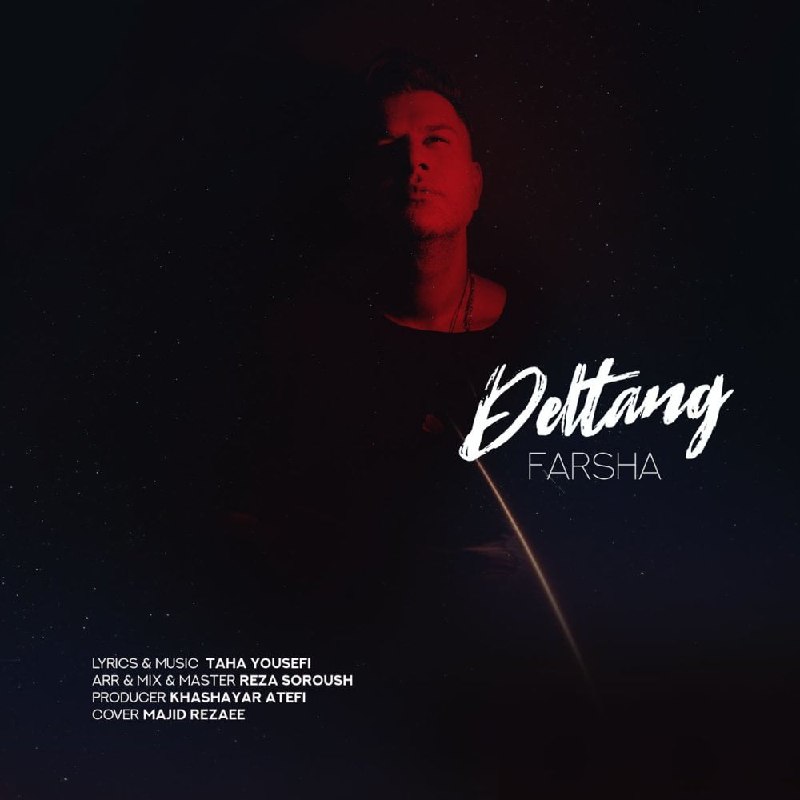 Deltang
FARSHA
LYRICS & MUSIC TAHA YOUSEFI
ARR & MIX & MASTER REZA SOROUSH
PRODUCER KHASHAYAR ATEFI
COVER MAJID REZAEE